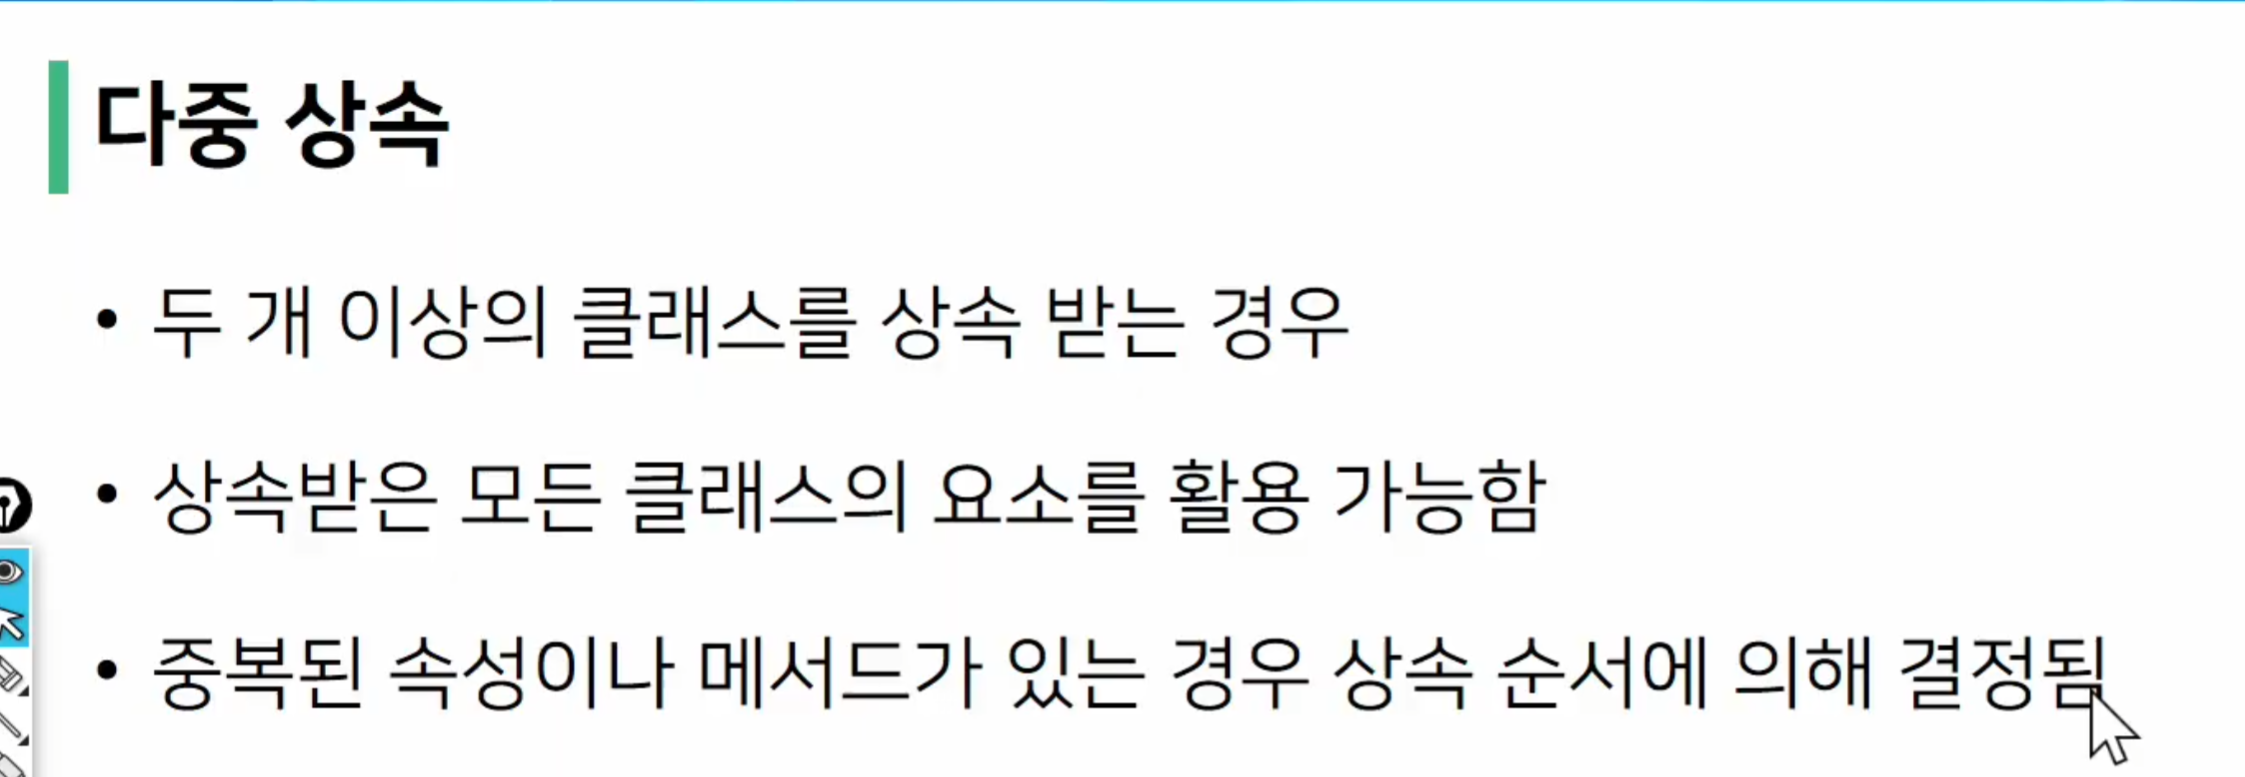 다중 상속
• 두 개 이상의 클래스를 상속 받는 경우
• 상속받은 모든 클래스의 요소를 활용 가능함
• 중복된 속성이나 메서드가 있는 경우 상속 순서에 의해 결정됨